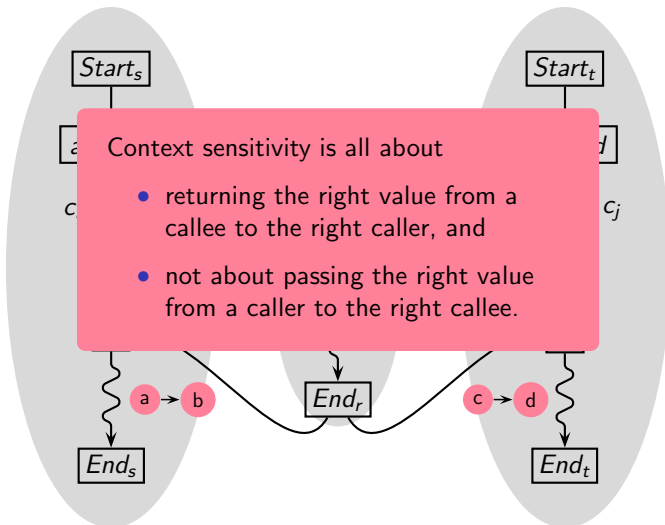 Start_s
Start_t
a
d
Context sensitivity is all about
• returning the right value from a
callee to the right caller, and
• not about passing the right value
from a caller to the right callee.
c
c_j
a b
End_r
c d
End_s
End_t